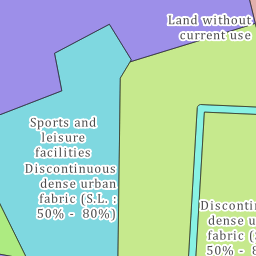 Land without
current use
Sports and
leisure
facilities
Discontinuous
dense urban
fabric (S.L. :
50% - 80%)
Discontin
dense u
fabric (
50% - 8